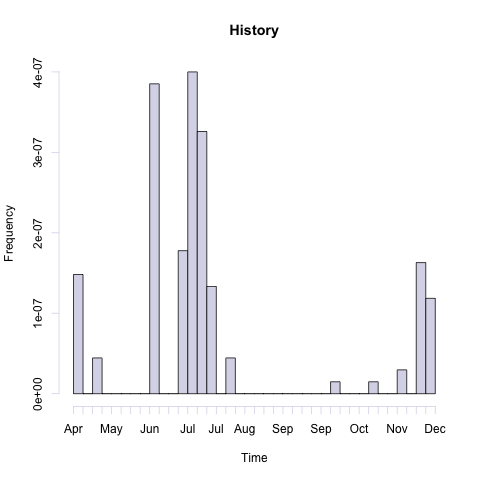 History
4e-07
3e-07
2e-07
1e-07
0e+00
Frequency
Apr May Jun Jul Jul Aug Sep Sep Oct Nov Dec
Time